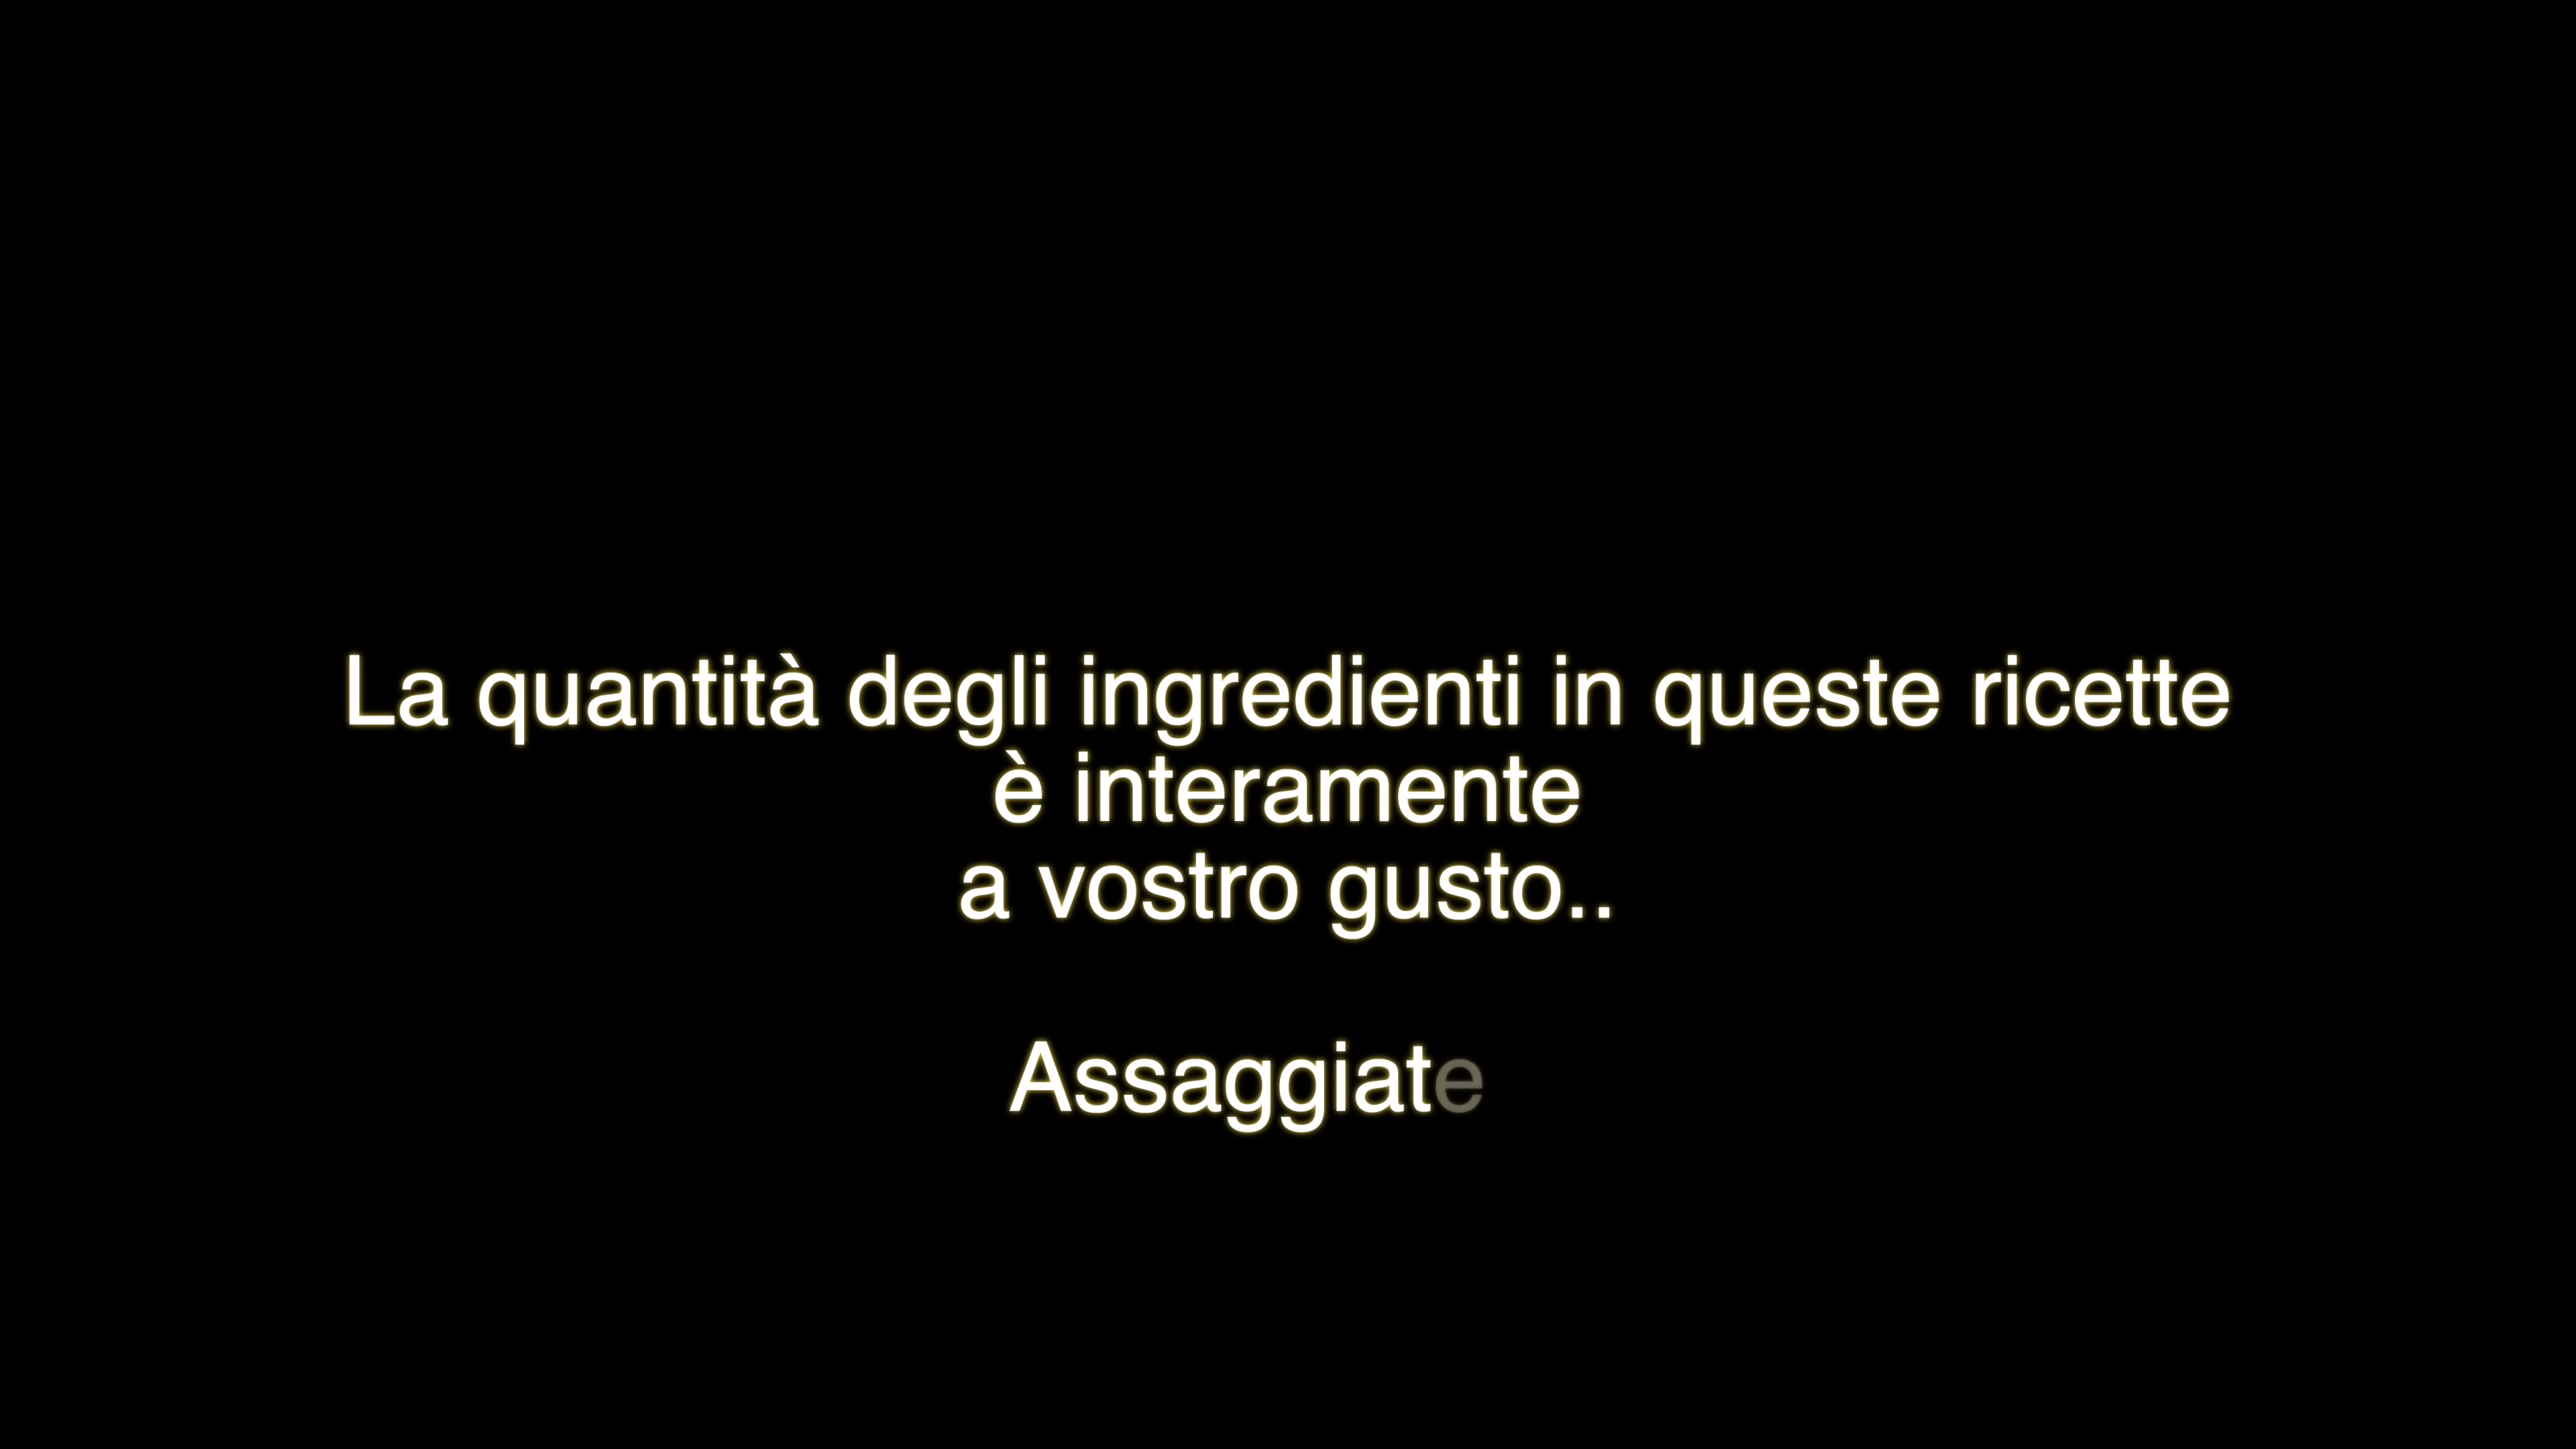 La quantità degli ingredienti in queste ricette
è interamente
a vostro gusto..
Assaggiate